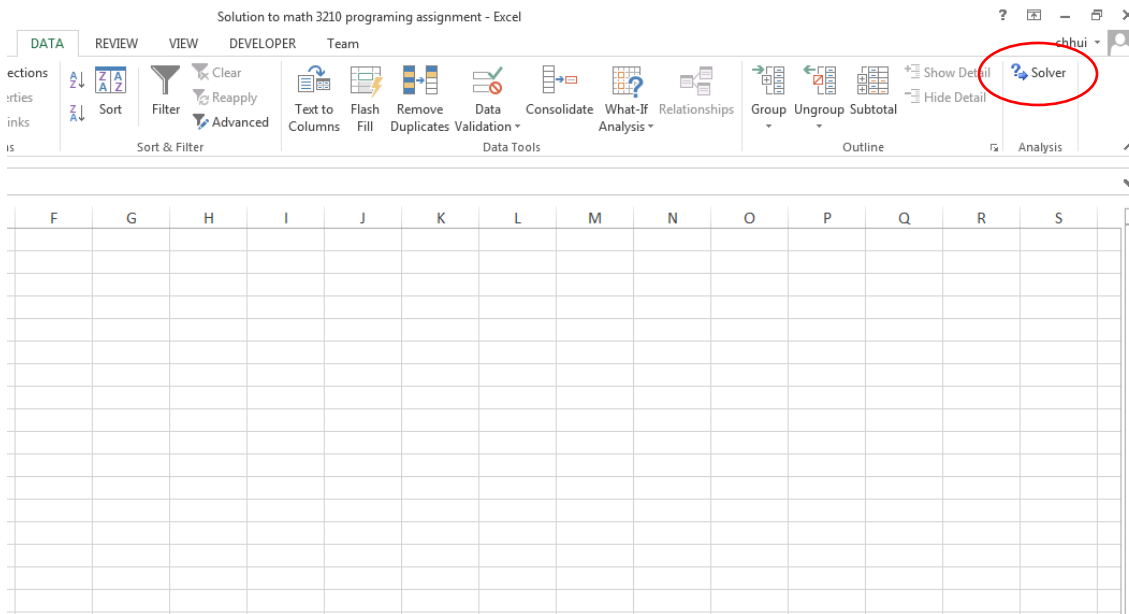 Solution to math 3210 programing assignment - Excel
?
DATA REVIEW VIEW DEVELOPER Team chhui
ections Clear Show Detail Solver
erties Reapply Hide Detail
inks Sort Filter Advanced Text to Flash Remove Data Consolidate What-If Relationships Group Ungroup Subtotal
Columns Fill Duplicates Validation Analysis
Sort & Filter Data Tools Outline Analysis
F G H I J K L M N O P Q R S